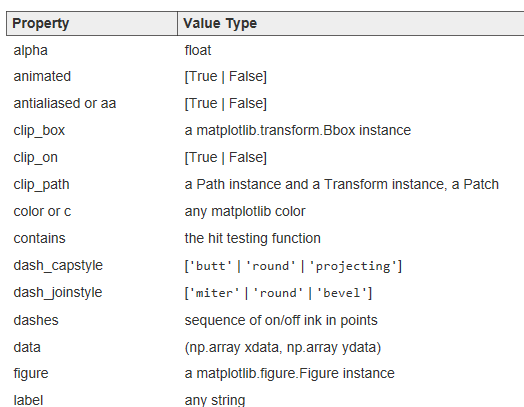 Property Value Type
alpha float
animated [True | False]
antialiased or aa [True | False]
clip_box a matplotlib.transform.Bbox instance
clip_on [True | False]
clip_path a Path instance and a Transform instance, a Patch
color or c any matplotlib color
contains the hit testing function
dash_capstyle ['butt' | 'round' | 'projecting']
dash_joinstyle ['miter' | 'round' | 'bevel']
dashes sequence of on/off ink in points
data (np.array xdata, np.array ydata)
figure a matplotlib.figure.Figure instance
label any string